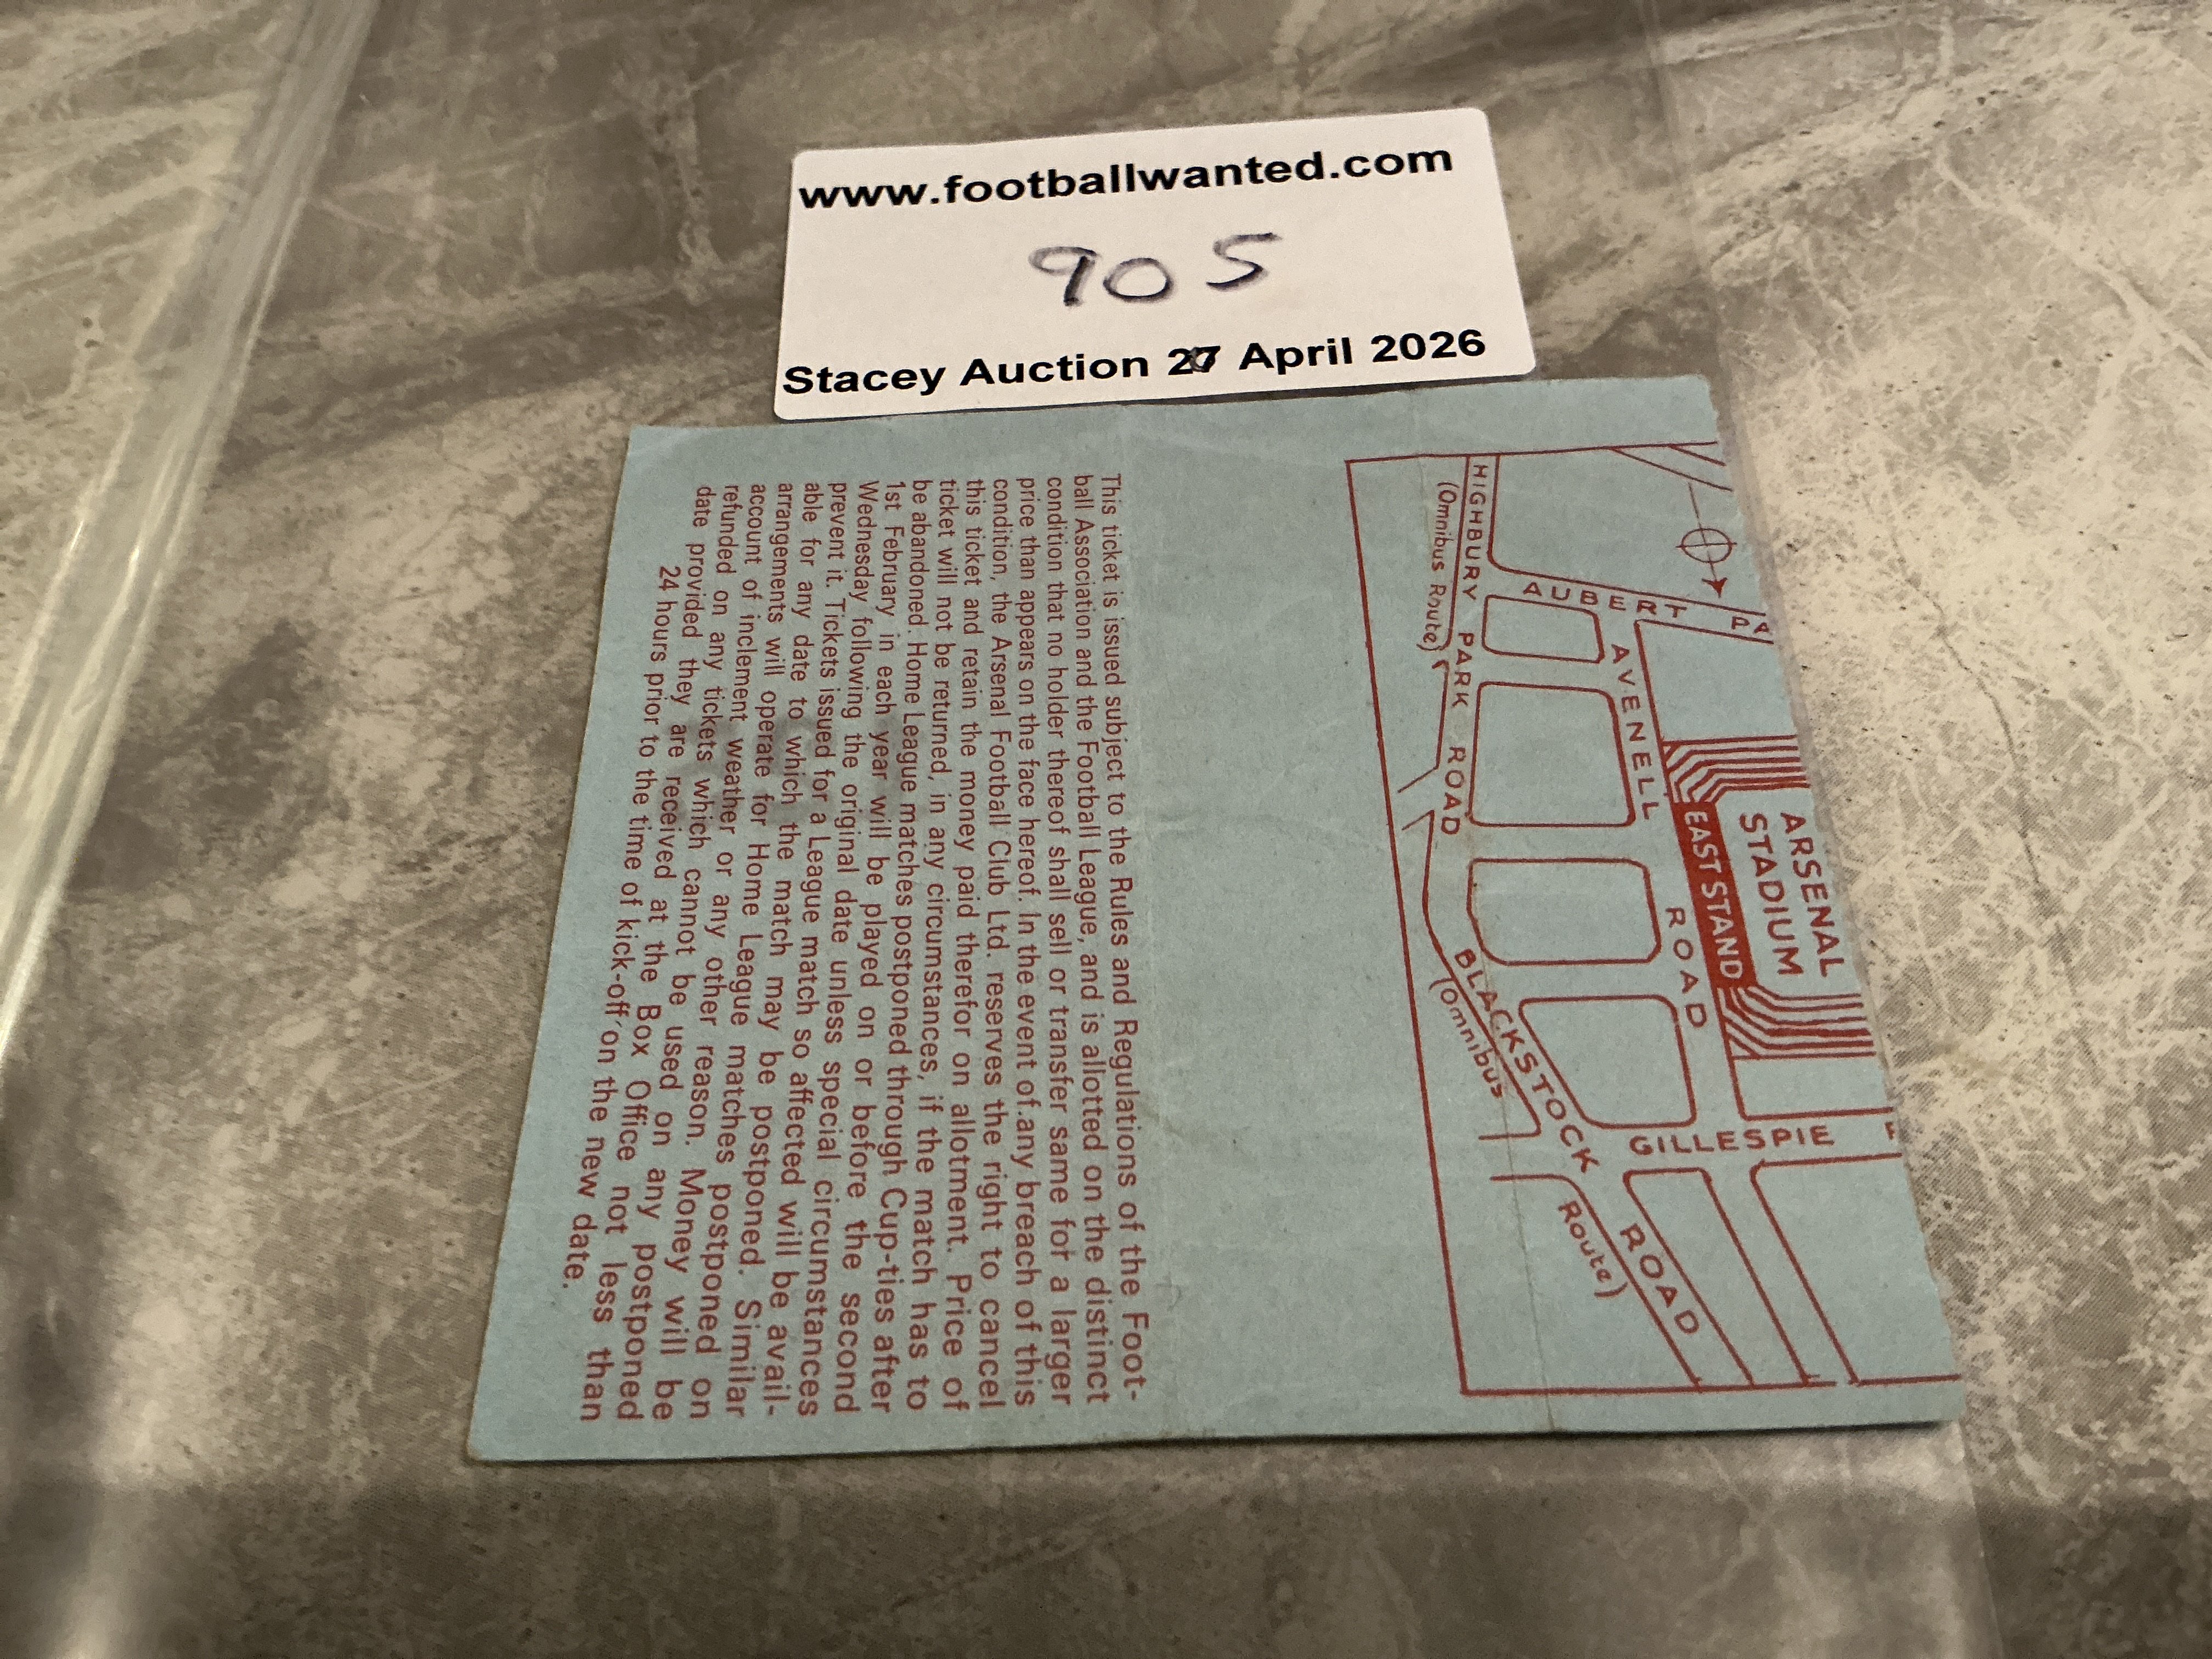 www.footballwanted.com
905
Stacey Auction 27 April 2026
HIGHBURY PARK ROAD
(Omnibus Route)
AUBERT
AVENELL ROAD
ARSENAL
STADIUM
EAST STAND
BLACKSTOCK ROAD
(Omnibus Route)
GILLESPIE
This ticket is issued subject to the Rules and Regulations of the Foot-
ball Association and the Football League, and is allotted on the distinct
condition that no holder thereof shall sell or transfer same for a larger
price than appears on the face hereof. In the event of any breach of this
condition, the Arsenal Football Club Ltd. reserves the right to cancel
this ticket and retain the money paid therefor on allotment. Price of
ticket will not be returned, in any circumstances, if the match has to
be abandoned. Home League matches postponed through Cup-ties after
1st February in each year will be played on or before the second
Wednesday following the original date unless special circumstances
prevent it. Tickets issued for a League match so affected will be avail-
able for any date to which the match may be postponed. Similar
arrangements will operate for Home League matches postponed on
account of inclement weather or any other reason. Money will be
refunded on any tickets which cannot be used on any postponed
date provided they are received at the Box Office not less than
24 hours prior to the time of kick-off on the new date.